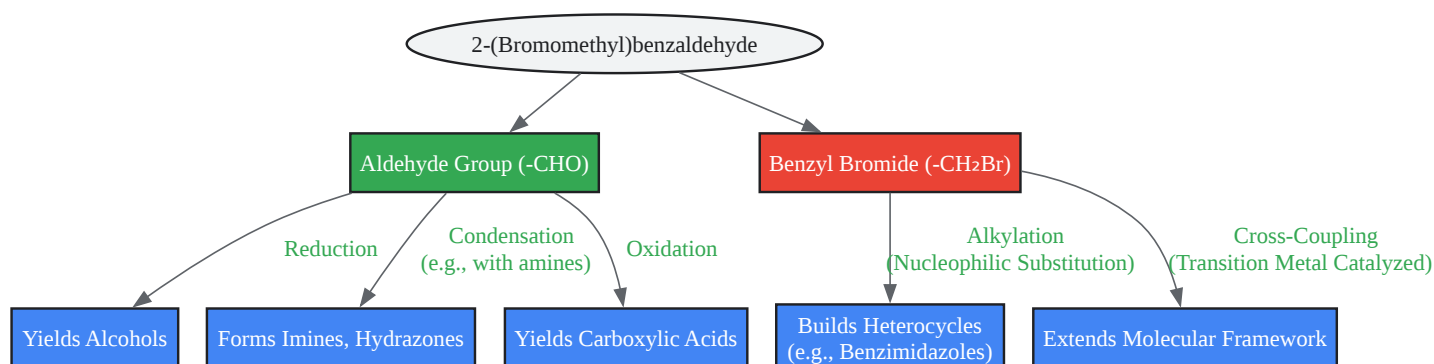 2-(Bromomethyl)benzaldehyde
Aldehyde Group (-CHO)
Benzyl Bromide (-CH₂Br)
Reduction
Condensation
(e.g., with amines)
Oxidation
Alkylation
(Nucleophilic Substitution)
Cross-Coupling
(Transition Metal Catalyzed)
Yields Alcohols
Forms Imines, Hydrazones
Yields Carboxylic Acids
Builds Heterocycles
(e.g., Benzimidazoles)
Extends Molecular Framework